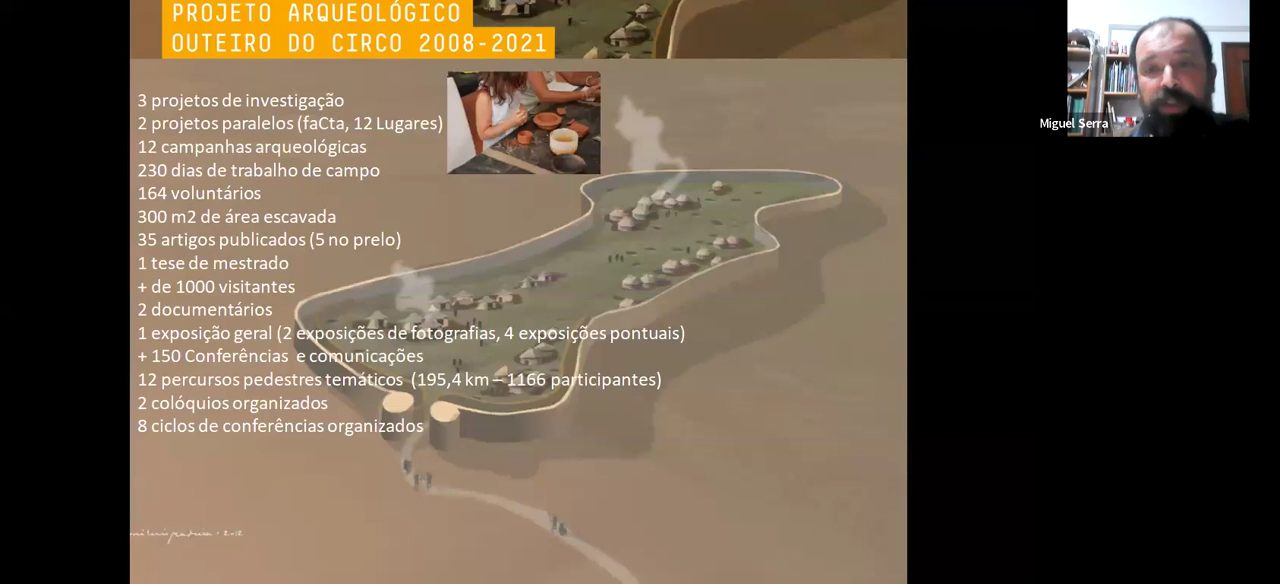 PROJETO ARQUEOLÓGICO
OUTEIRO DO CIRCO 2008-2021
3 projetos de investigação
2 projetos paralelos (faCta, 12 Lugares)
12 campanhas arqueológicas
230 dias de trabalho de campo
164 voluntários
300 m2 de área escavada
35 artigos publicados (5 no prelo)
1 tese de mestrado
+ de 1000 visitantes
2 documentários
1 exposição geral (2 exposições de fotografias, 4 exposições pontuais)
+ 150 Conferências e comunicações
12 percursos pedestres temáticos (195,4 km – 1166 participantes)
2 colóquios organizados
8 ciclos de conferências organizados
Miguel Serra